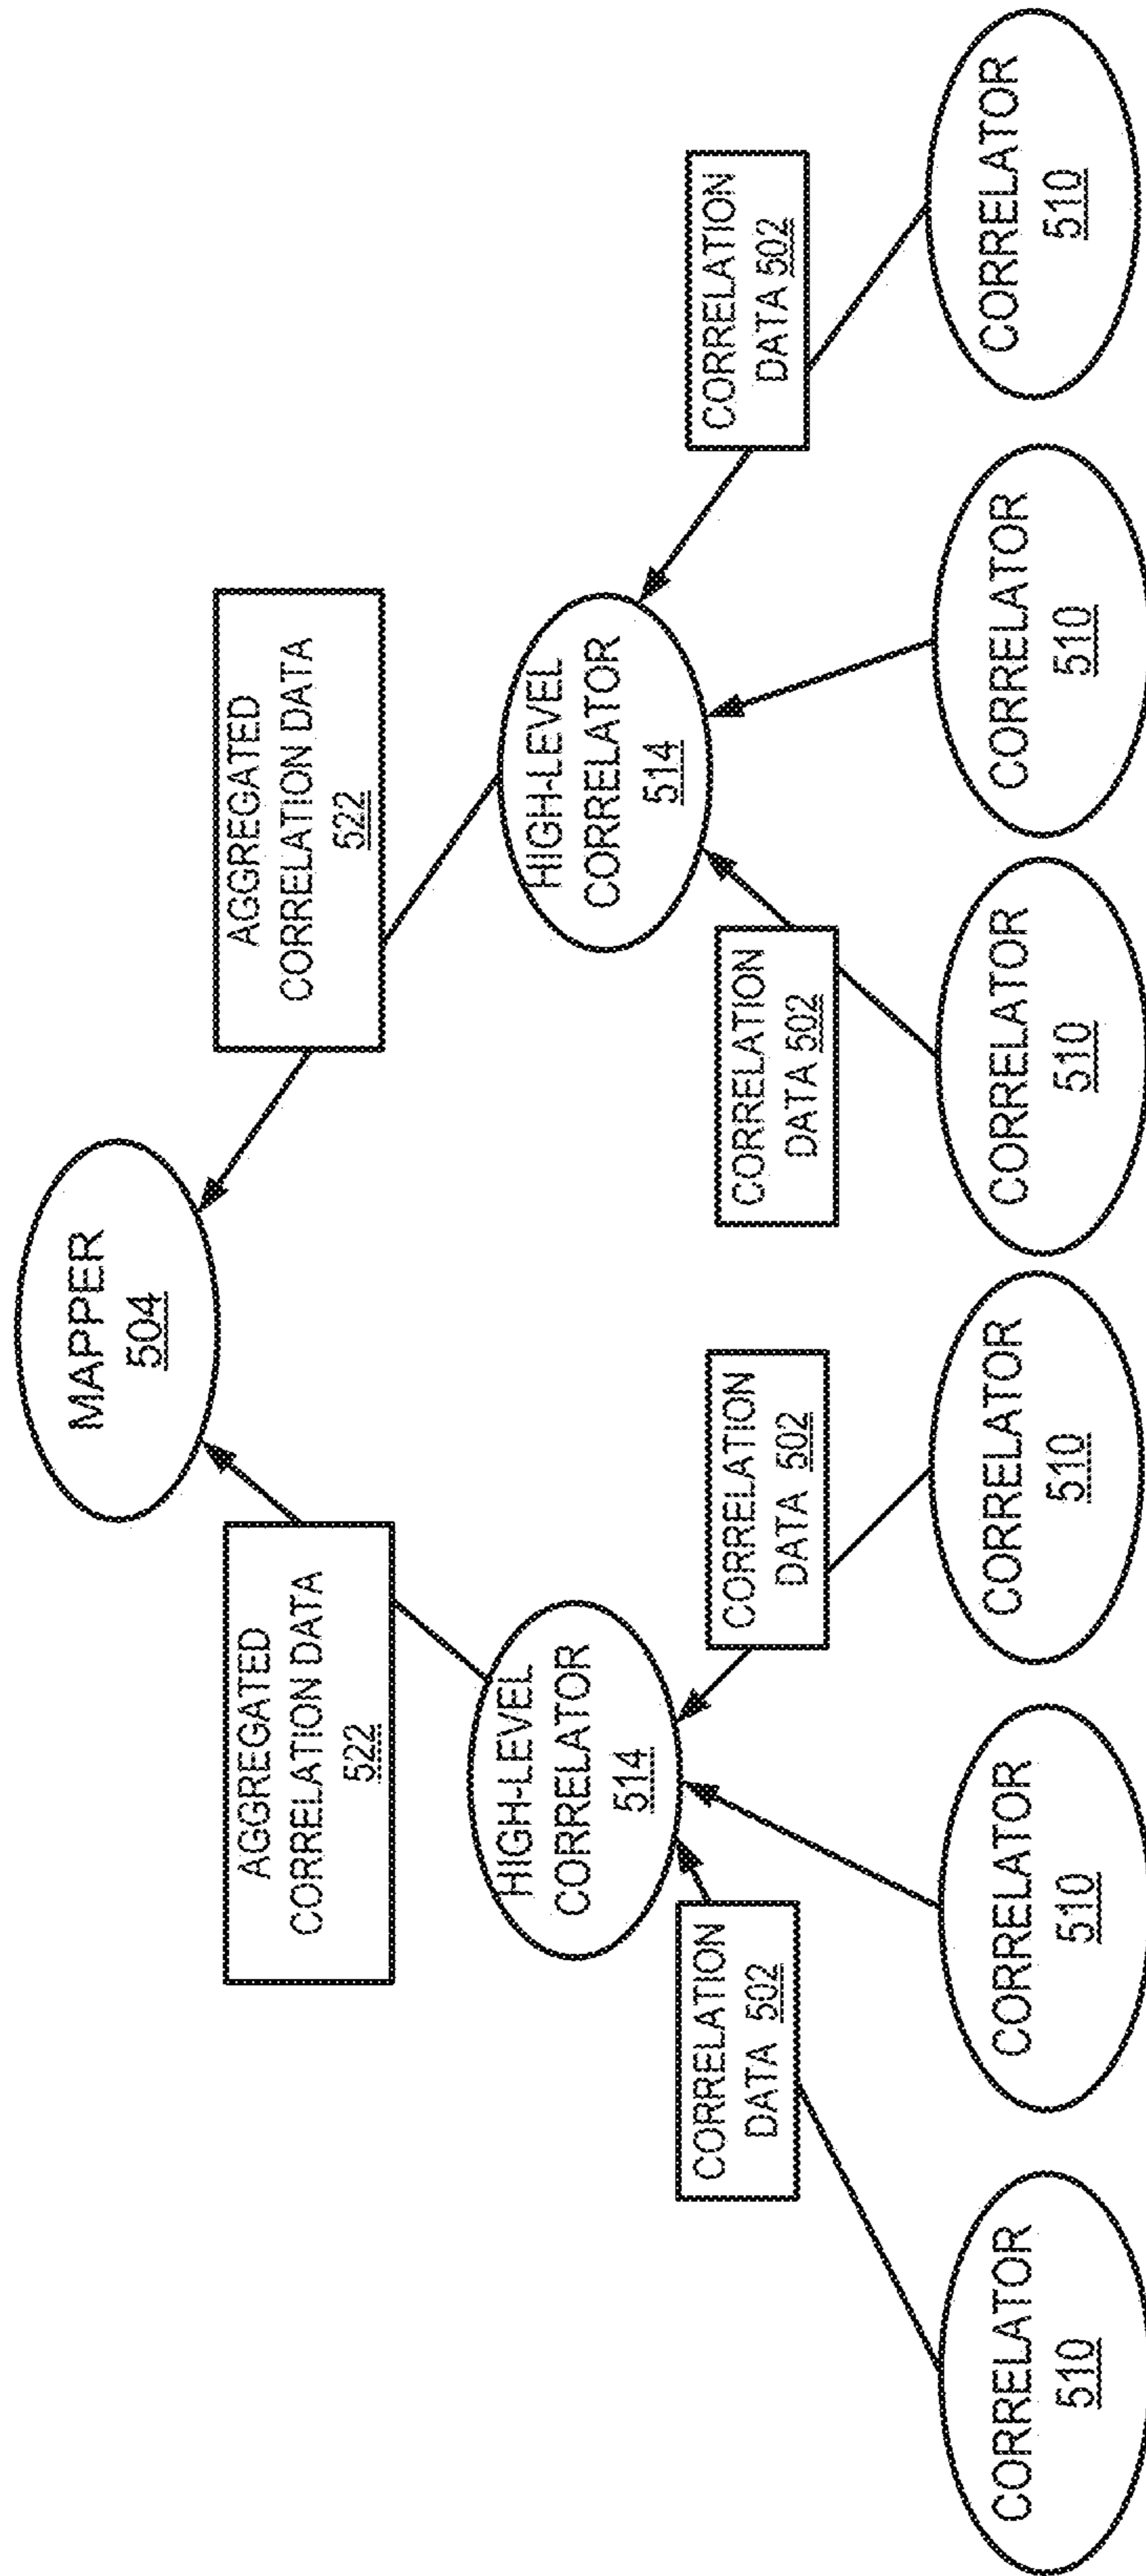 MAPPER
504
AGGREGATED
CORRELATION DATA
522
AGGREGATED
CORRELATION DATA
522
HIGH-LEVEL
CORRELATOR
514
HIGH-LEVEL
CORRELATOR
514
CORRELATION
DATA 502
CORRELATION
DATA 502
CORRELATION
DATA 502
CORRELATION
DATA 502
CORRELATOR
510
CORRELATOR
510
CORRELATOR
510
CORRELATOR
510
CORRELATOR
510
CORRELATOR
510